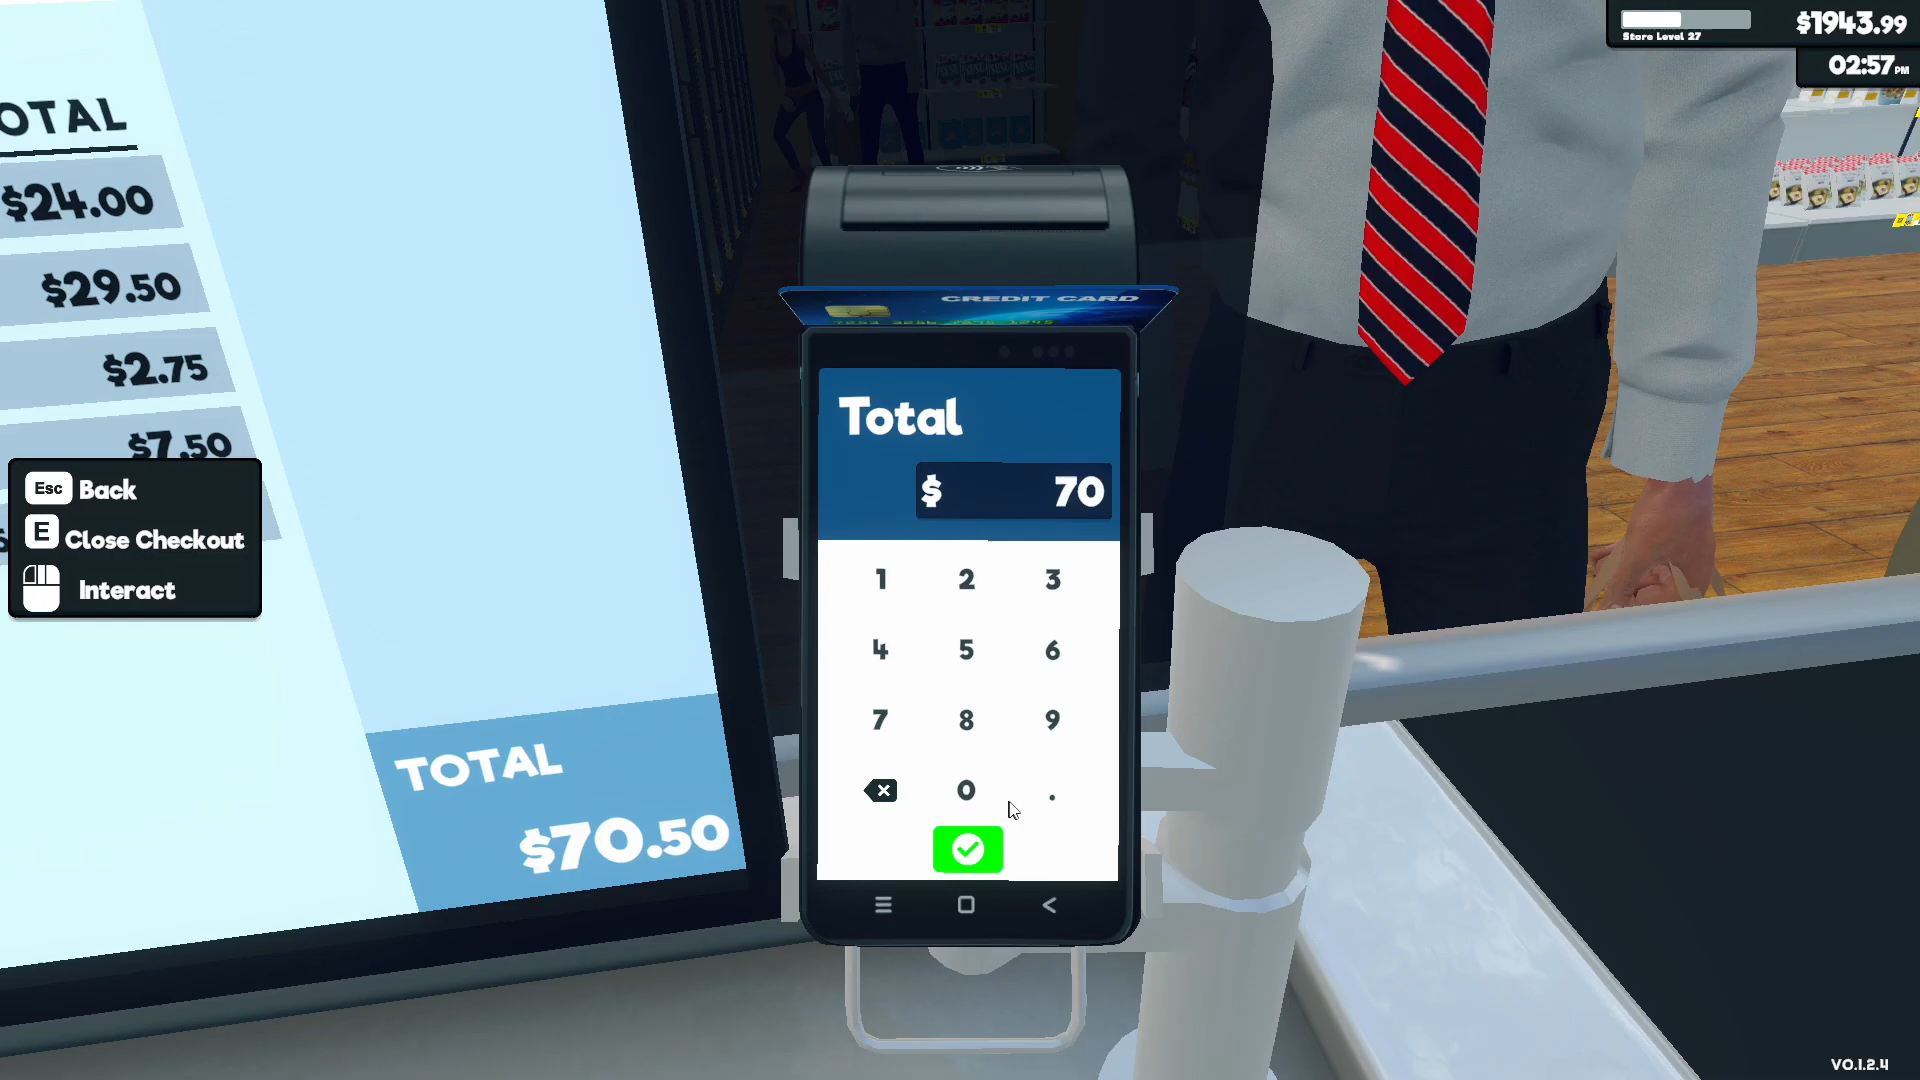 $1943.99
Store Level 27
02:57PM
OTAL
$24.00
$29.50
$2.75
$7.50
$
Esc Back
E Close Checkout
Interact
TOTAL
$70.50
CREDIT CARD
Total
$ 70
1 2 3
4 5 6
7 8 9
0 .
V0.1.2.4